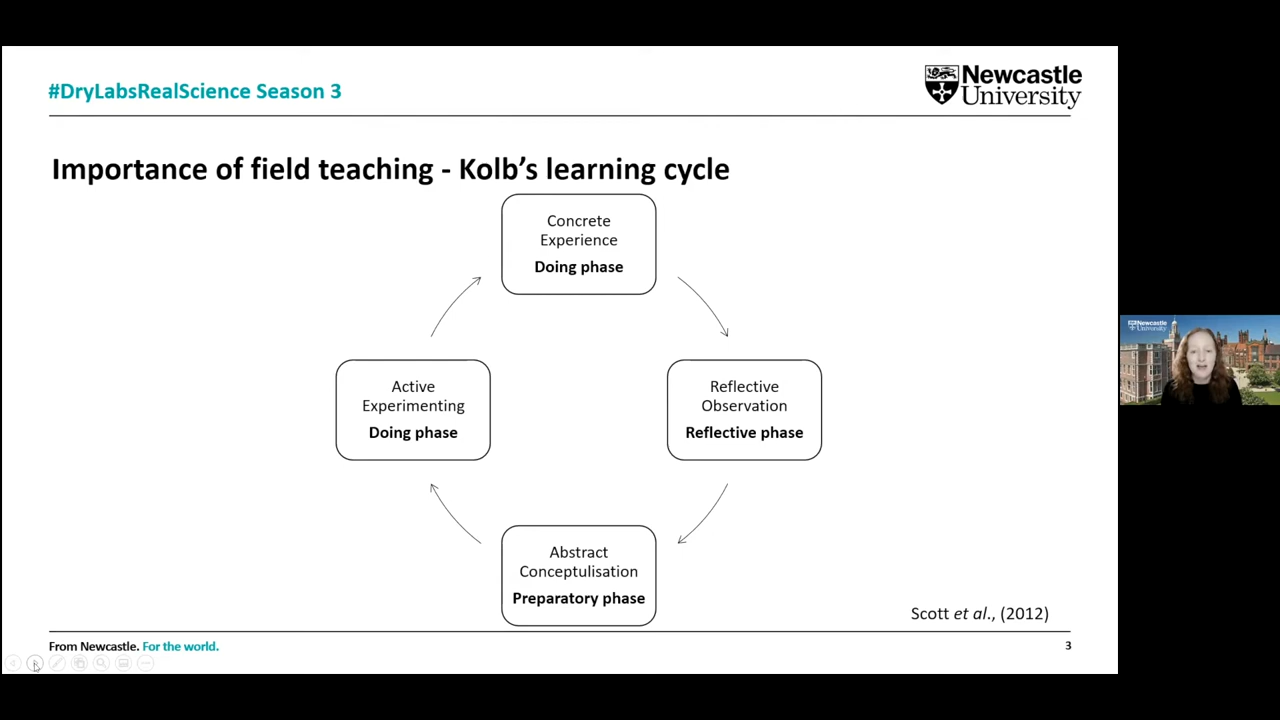 #DryLabsRealScience Season 3
Newcastle
University
Importance of field teaching - Kolb's learning cycle
Concrete
Experience
Doing phase
Active
Experimenting
Doing phase
Reflective
Observation
Reflective phase
Abstract
Conceptulisation
Preparatory phase
Scott et al., (2012)
From Newcastle. For the world.
3
Newcastle
University